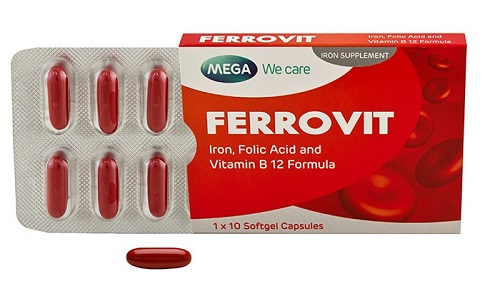 FERROVIT
Iron, Folic Acid and
Vitamin B 12 Formula
IRON SUPPLEMENT
MEGA We care
FERROVIT
Iron, Folic Acid and
Vitamin B 12 Formula
1 x 10 Softgel Capsules